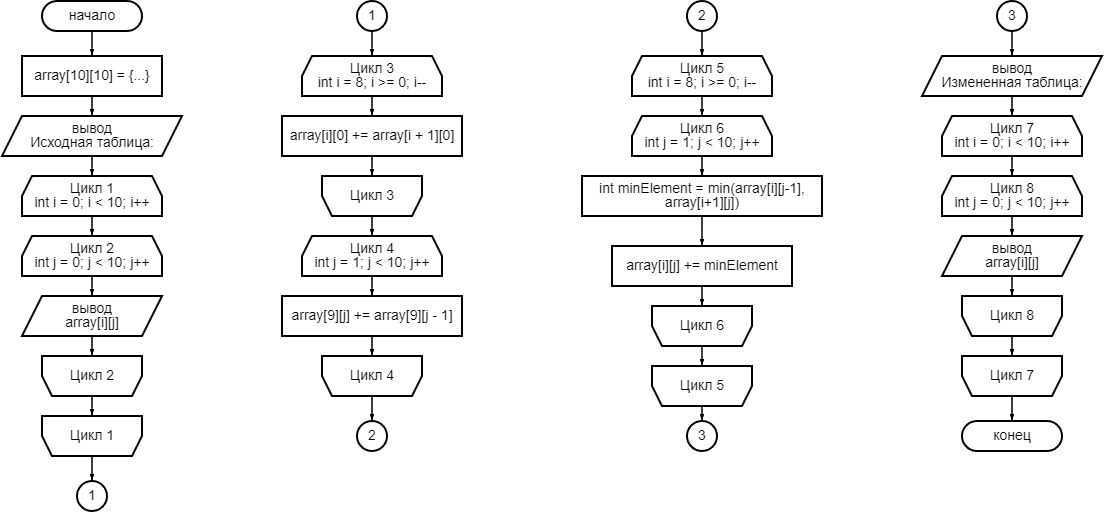 начало
array[10][10] = {...}
вывод
Исходная таблица:
Цикл 1
int i = 0; i < 10; i++
Цикл 2
int j = 0; j < 10; j++
вывод
array[i][j]
Цикл 2
Цикл 1
1
1
Цикл 3
int i = 8; i >= 0; i--
array[i][0] += array[i + 1][0]
Цикл 3
Цикл 4
int j = 1; j < 10; j++
array[9][j] += array[9][j - 1]
Цикл 4
2
2
Цикл 5
int i = 8; i >= 0; i--
Цикл 6
int j = 1; j < 10; j++
int minElement = min(array[i][j-1],
array[i+1][j])
array[i][j] += minElement
Цикл 6
Цикл 5
3
3
вывод
Измененная таблица:
Цикл 7
int i = 0; i < 10; i++
Цикл 8
int j = 0; j < 10; j++
вывод
array[i][j]
Цикл 8
Цикл 7
конец